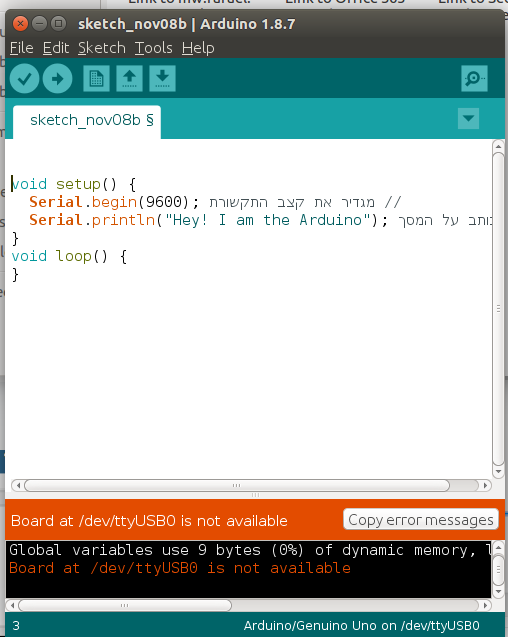 sketch_nov08b | Arduino 1.8.7
File Edit Sketch Tools Help
sketch_nov08b §
void setup() {
Serial.begin(9600); // מגדיר את קצב התקשורת
Serial.println("Hey! I am the Arduino"); כותב על המסך
}
void loop() {
}
Board at /dev/ttyUSB0 is not available
Copy error messages
Global variables use 9 bytes (0%) of dynamic memory,
Board at /dev/ttyUSB0 is not available
3
Arduino/Genuino Uno on /dev/ttyUSB0